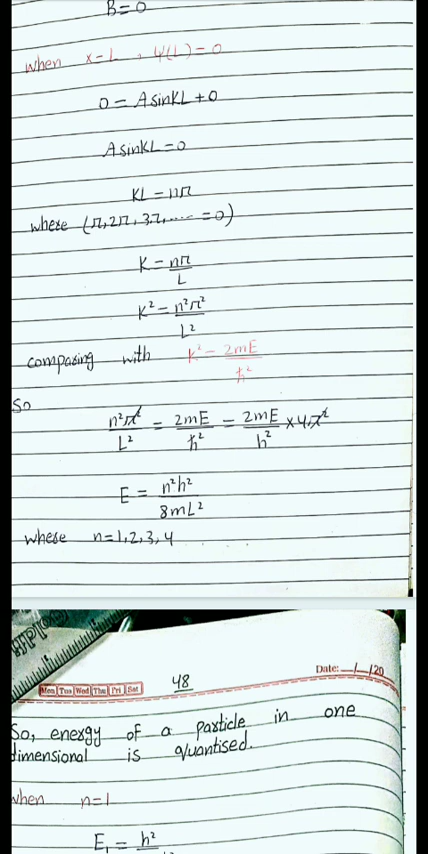 B=0
when x=L , Ψ(L)=0
0 = A sinKL + 0
A sinKL = 0
KL = nπ
where (π, 2π, 3π, ..... = 0)
K = nπ/L
K² = n²π²/L²
comparing with K² = 2mE/ħ²
So
n²π²/L² = 2mE/ħ² = 2mE/h² × 4π²
E = n²h²/8mL²
where n=1,2,3,4 . . . .
48
Date: __/__/20
Mon Tue Wed Thu Fri Sat
So, energy of a particle in one
dimensional is quantised.
when n=1
E₁ = h²